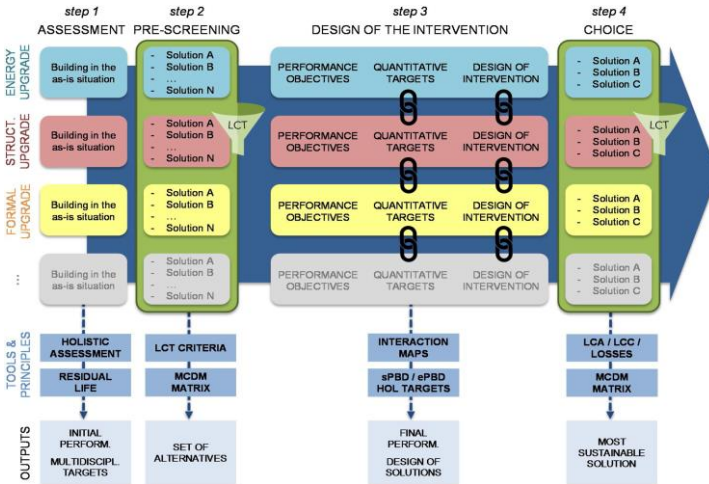 step 1
step 2
step 3
step 4
ASSESSMENT
PRE-SCREENING
DESIGN OF THE INTERVENTION
CHOICE
ENERGY
UPGRADE
Building in the
as-is situation
- Solution A
- Solution B
- ...
- Solution N
PERFORMANCE
OBJECTIVES
QUANTITATIVE
TARGETS
DESIGN OF
INTERVENTION
- Solution A
- Solution B
- Solution C
LCT
LCT
STRUCT.
UPGRADE
Building in the
as-is situation
- Solution A
- Solution B
- ...
- Solution N
PERFORMANCE
OBJECTIVES
QUANTITATIVE
TARGETS
DESIGN OF
INTERVENTION
- Solution A
- Solution B
- Solution C
FORMAL
UPGRADE
Building in the
as-is situation
- Solution A
- Solution B
- ...
- Solution N
PERFORMANCE
OBJECTIVES
QUANTITATIVE
TARGETS
DESIGN OF
INTERVENTION
- Solution A
- Solution B
- Solution C
...
Building in the
as-is situation
- Solution A
- Solution B
- ...
- Solution N
PERFORMANCE
OBJECTIVES
QUANTITATIVE
TARGETS
DESIGN OF
INTERVENTION
- Solution A
- Solution B
- Solution C
TOOLS &
PRINCIPLES
HOLISTIC
ASSESSMENT
RESIDUAL
LIFE
LCT CRITERIA
MCDM
MATRIX
INTERACTION
MAPS
sPBD / ePBD
HOL TARGETS
LCA / LCC /
LOSSES
MCDM
MATRIX
OUTPUTS
INITIAL
PERFORM.
MULTIDISCIPL.
TARGETS
SET OF
ALTERNATIVES
FINAL
PERFORM.
DESIGN OF
SOLUTIONS
MOST
SUSTAINABLE
SOLUTION